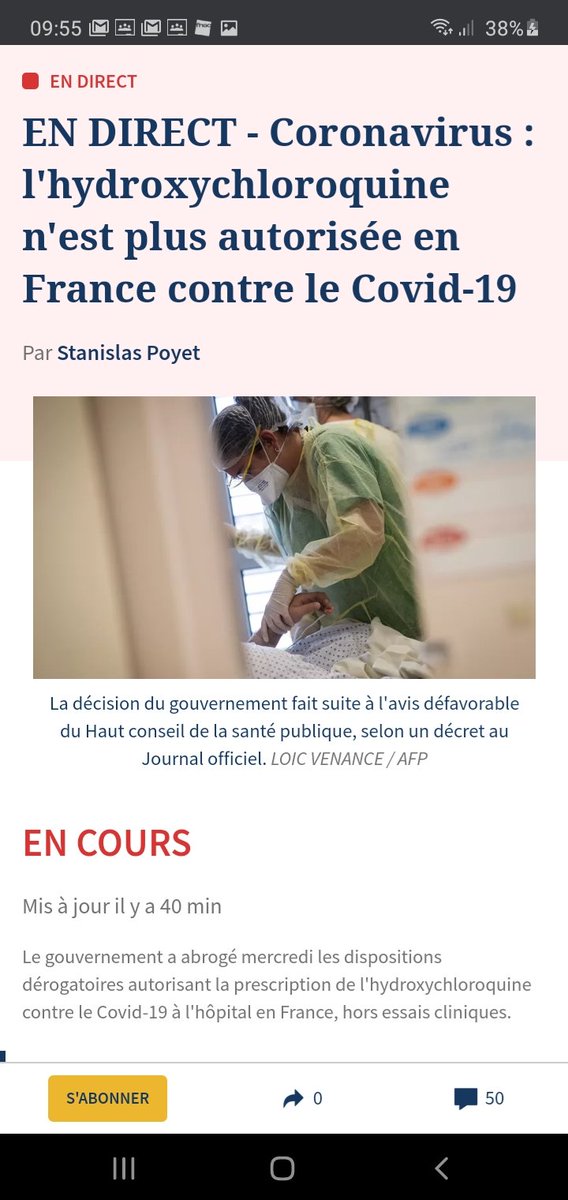 09:55 38%
EN DIRECT
EN DIRECT - Coronavirus :
l'hydroxychloroquine
n'est plus autorisée en
France contre le Covid-19
Par Stanislas Poyet
La décision du gouvernement fait suite à l'avis défavorable
du Haut conseil de la santé publique, selon un décret au
Journal officiel. LOIC VENANCE / AFP
EN COURS
Mis à jour il y a 40 min
Le gouvernement a abrogé mercredi les dispositions
dérogatoires autorisant la prescription de l'hydroxychloroquine
contre le Covid-19 à l'hôpital en France, hors essais cliniques.
S'ABONNER 0 50